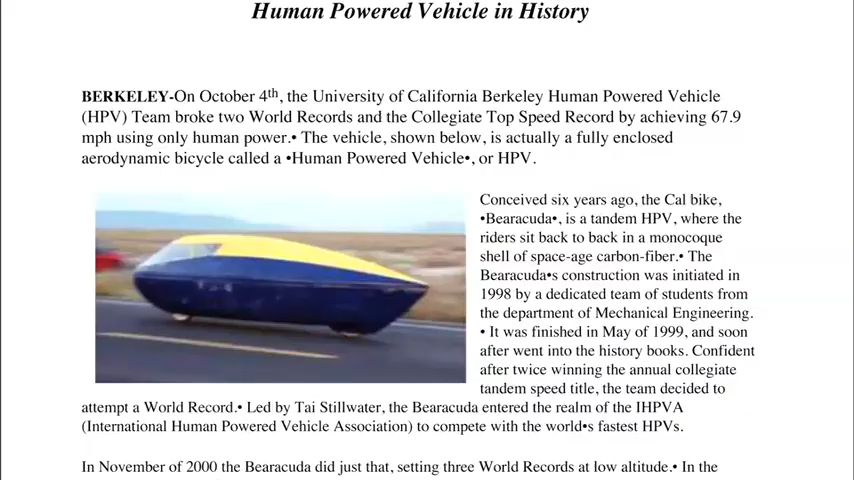 Human Powered Vehicle in History
BERKELEY-On October 4th, the University of California Berkeley Human Powered Vehicle
(HPV) Team broke two World Records and the Collegiate Top Speed Record by achieving 67.9
mph using only human power.• The vehicle, shown below, is actually a fully enclosed
aerodynamic bicycle called a •Human Powered Vehicle•, or HPV.
Conceived six years ago, the Cal bike,
•Bearacuda•, is a tandem HPV, where the
riders sit back to back in a monocoque
shell of space-age carbon-fiber.• The
Bearacuda•s construction was initiated in
1998 by a dedicated team of students from
the department of Mechanical Engineering.
• It was finished in May of 1999, and soon
after went into the history books. Confident
after twice winning the annual collegiate
tandem speed title, the team decided to
attempt a World Record.• Led by Tai Stillwater, the Bearacuda entered the realm of the IHPVA
(International Human Powered Vehicle Association) to compete with the world•s fastest HPVs.
In November of 2000 the Bearacuda did just that, setting three World Records at low altitude.• In the